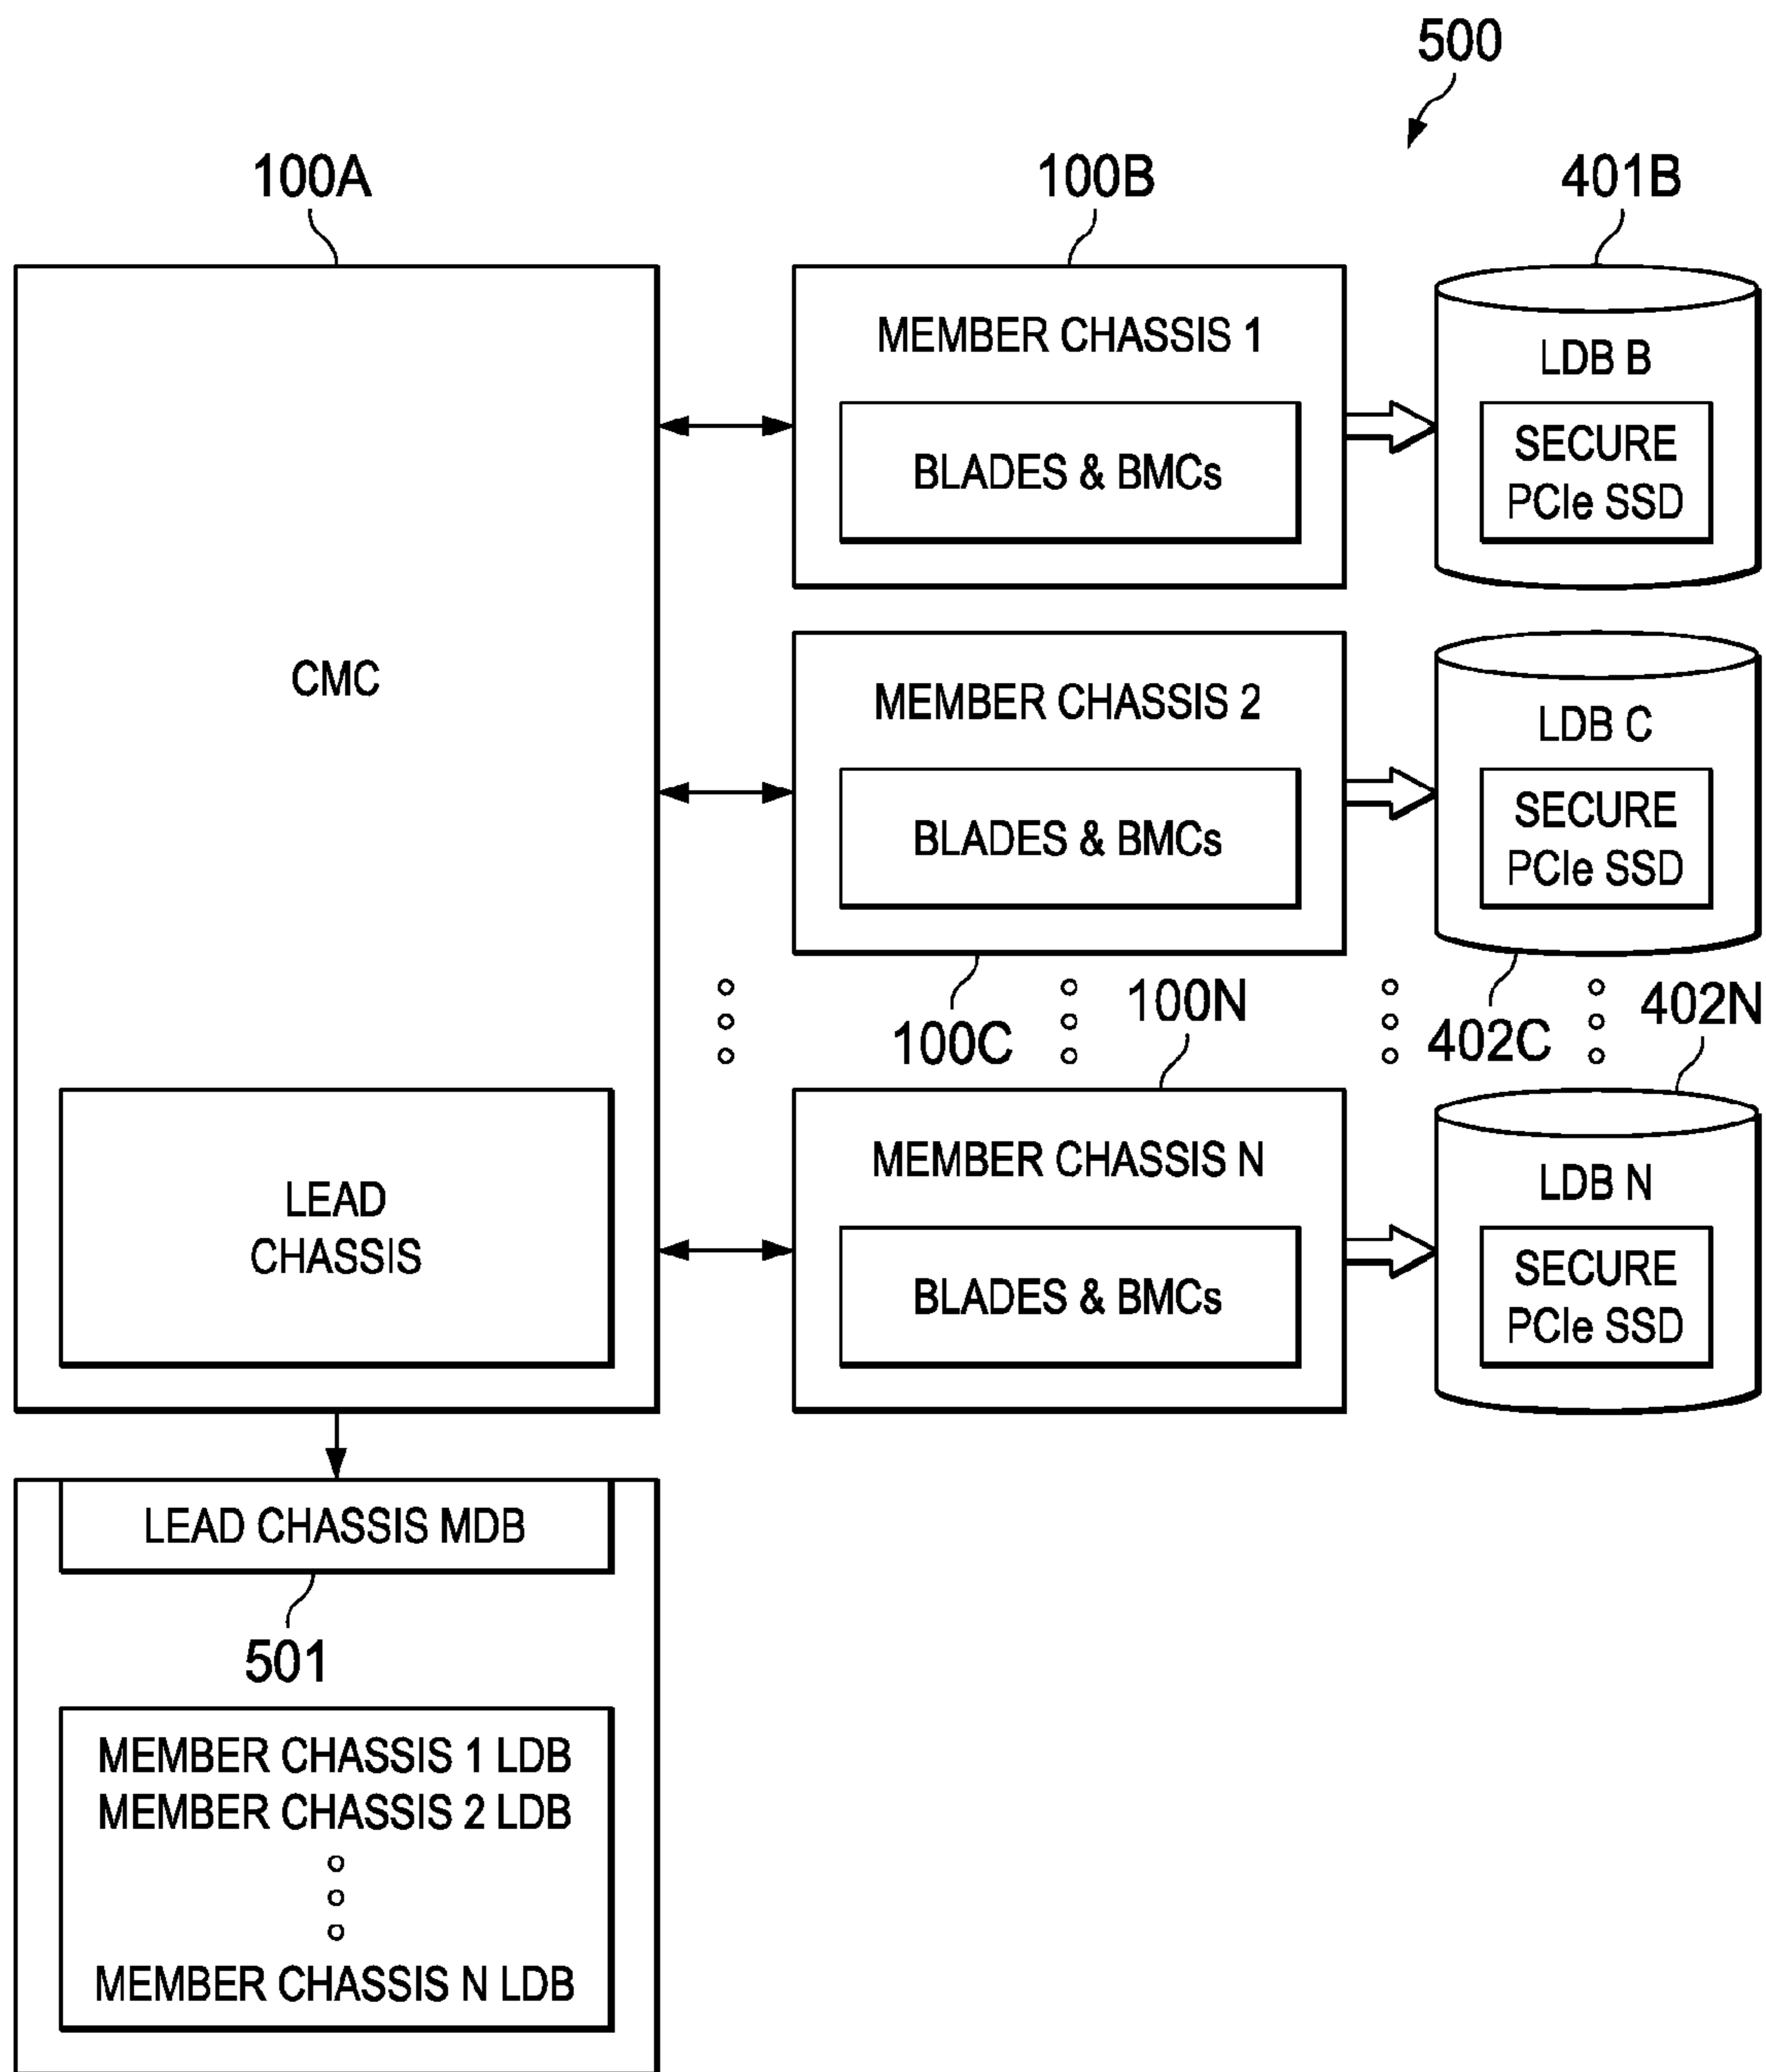 500
100A
100B
401B
CMC
MEMBER CHASSIS 1
BLADES & BMCs
LDB B
SECURE
PCIe SSD
MEMBER CHASSIS 2
BLADES & BMCs
LDB C
SECURE
PCIe SSD
100C
100N
402C
402N
LEAD
CHASSIS
MEMBER CHASSIS N
BLADES & BMCs
LDB N
SECURE
PCIe SSD
LEAD CHASSIS MDB
501
MEMBER CHASSIS 1 LDB
MEMBER CHASSIS 2 LDB
MEMBER CHASSIS N LDB